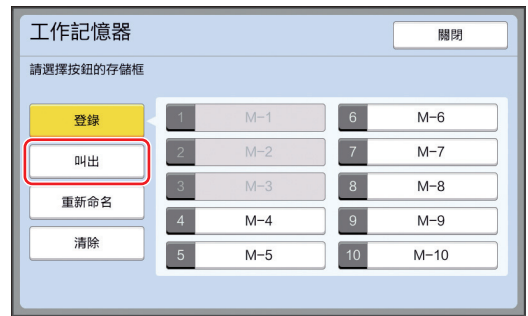 工作記憶器
關閉
請選擇按鈕的存儲框
登錄
叫出
重新命名
清除
1 M-1
2 M-2
3 M-3
4 M-4
5 M-5
6 M-6
7 M-7
8 M-8
9 M-9
10 M-10